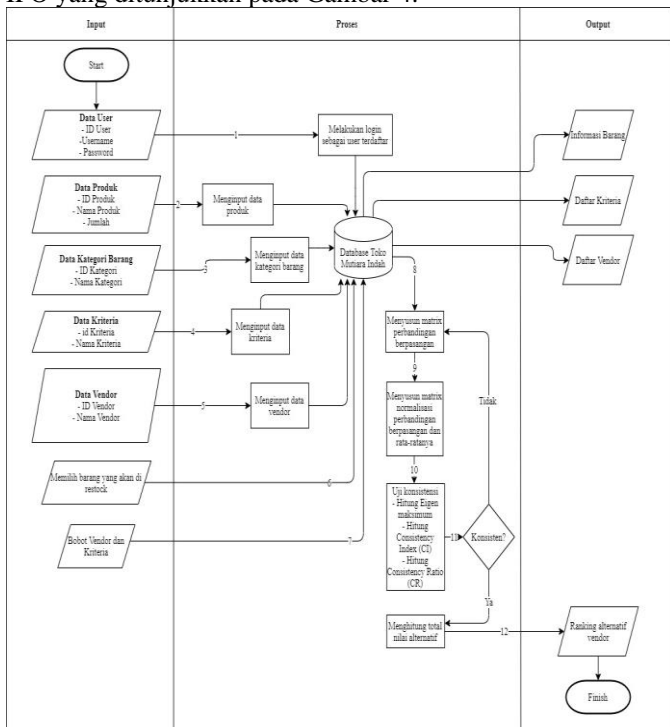 IPO yang ditunjukkan pada Gambar 4.
Input
Proses
Output
Start
Data User
- ID User
-Username
- Password
1
Melakukan login
sebagai user terdaftar
Informasi Barang
Data Produk
- ID Produk
- Nama Produk
- Jumlah
2
Menginput data
produk
Daftar Kriteria
Data Kategori Barang
- ID Kategori
- Nama Kategori
3
Menginput data
kategori barang
Database Toko
Mutiara Indah
Daftar Vendor
8
Data Kriteria
- id Kriteria
- Nama Kriteria
4
Menginput data
kriteria
Menyusun matrix
perbandingan
berpasangan
9
Data Vendor
- ID Vendor
- Nama Vendor
5
Menginput data
vendor
Menyusun matrix
normalisasi
perbandingan
berpasangan dan
rata-ratanya
Tidak
10
Memilih barang yang akan di
restock
6
Uji konsistensi
- Hitung Eigen
maksimum
- Hitung
Consistency
Index (CI)
- Hitung
Consistency Ratio
(CR)
11
Konsisten?
Bobot Vendor dan
Kriteria
7
Ya
Menghitung total
nilai alternatif
12
Ranking alternatif
vendor
Finish